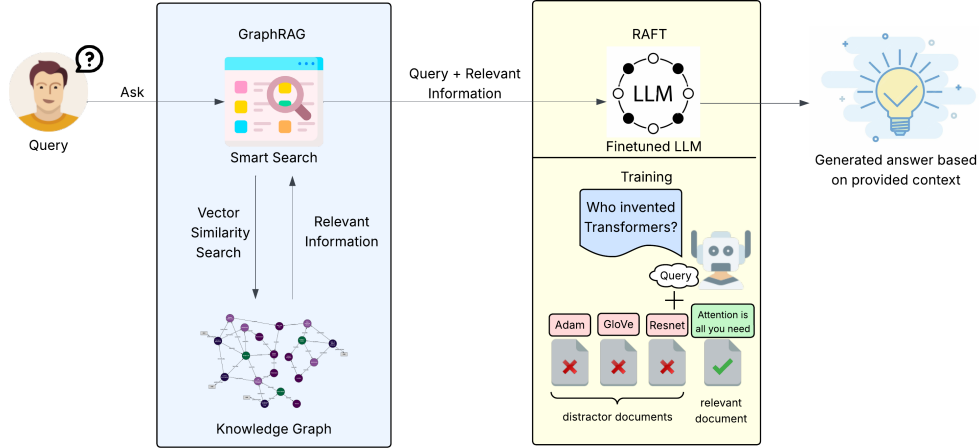 GraphRAG
RAFT
?
Ask
Query + Relevant
Information
LLM
Query
Smart Search
Finetuned LLM
Generated answer based
on provided context
Training
Vector
Similarity
Search
Relevant
Information
Who invented
Transformers?
Query
+
Adam
GloVe
Resnet
Attention is
all you need
distractor documents
relevant
document
Knowledge Graph